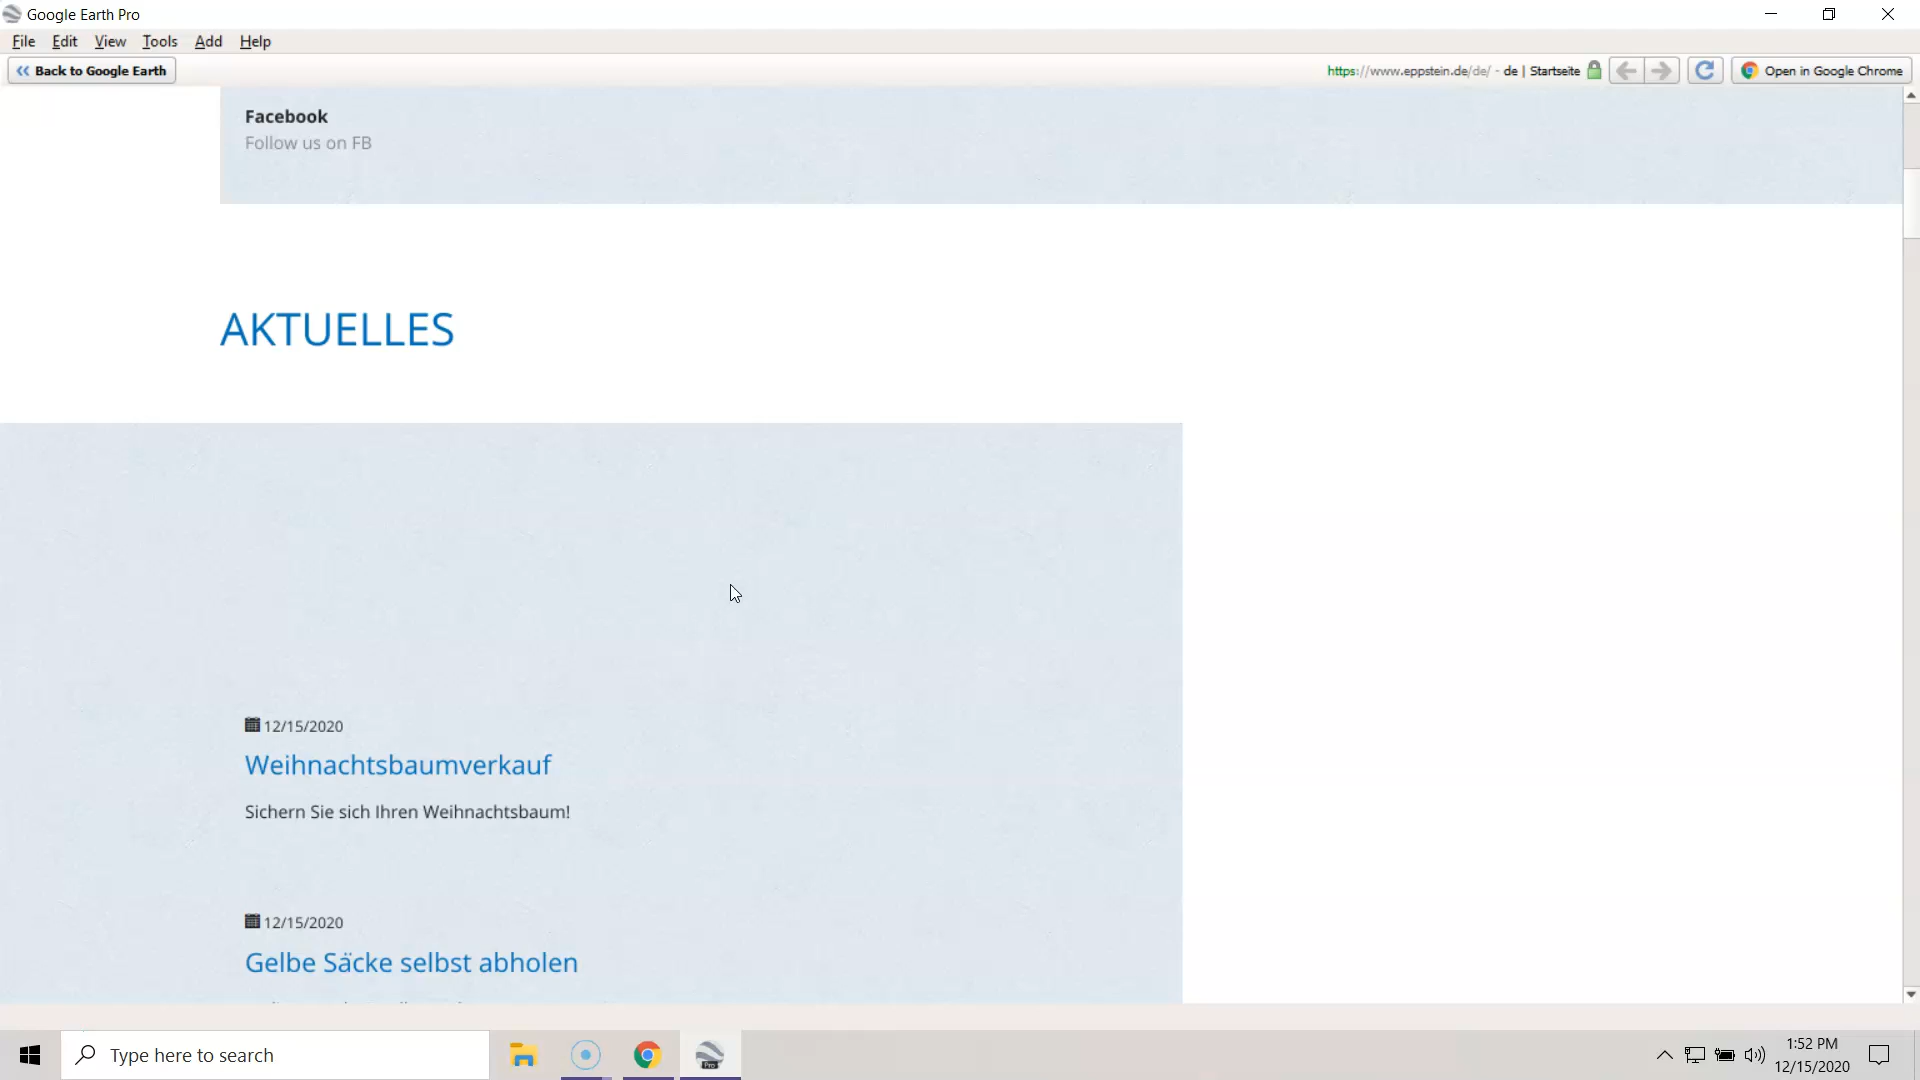 Google Earth Pro
File Edit View Tools Add Help
Back to Google Earth
https://www.eppstein.de/de/ - de | Startseite
Open in Google Chrome
Facebook
Follow us on FB
AKTUELLES
12/15/2020
Weihnachtsbaumverkauf
Sichern Sie sich Ihren Weihnachtsbaum!
12/15/2020
Gelbe Säcke selbst abholen
Type here to search
Pro
1:52 PM
12/15/2020